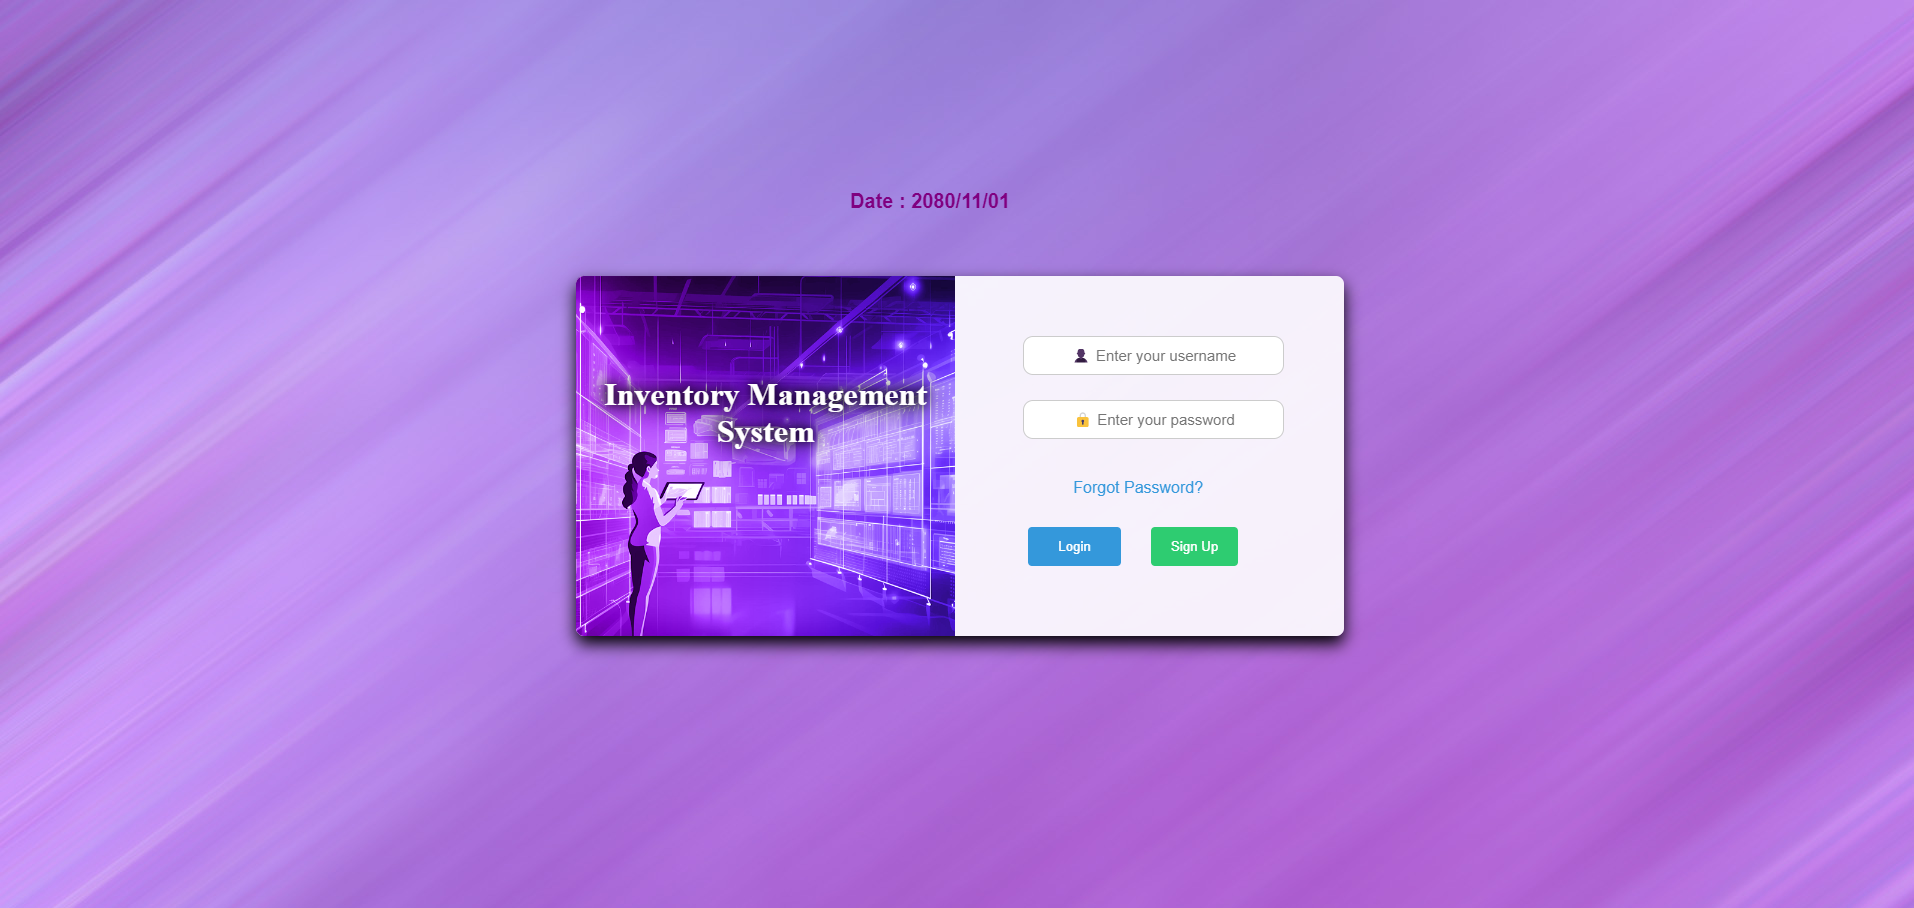 Date : 2080/11/01
Inventory Management
System
Enter your username
Enter your password
Forgot Password?
Login
Sign Up